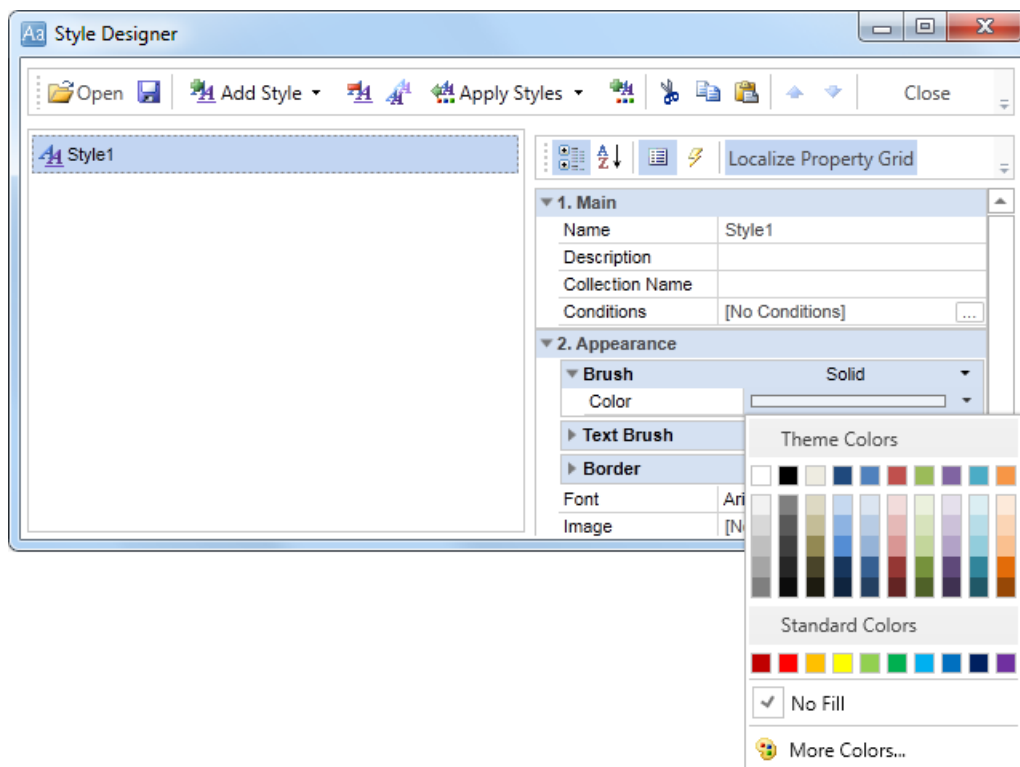 Aa Style Designer
Open Add Style Apply Styles Close
Style1
Localize Property Grid
1. Main
Name Style1
Description
Collection Name
Conditions [No Conditions] ...
2. Appearance
Brush Solid
Color
Text Brush
Border
Font
Image
Theme Colors
Standard Colors
No Fill
More Colors...